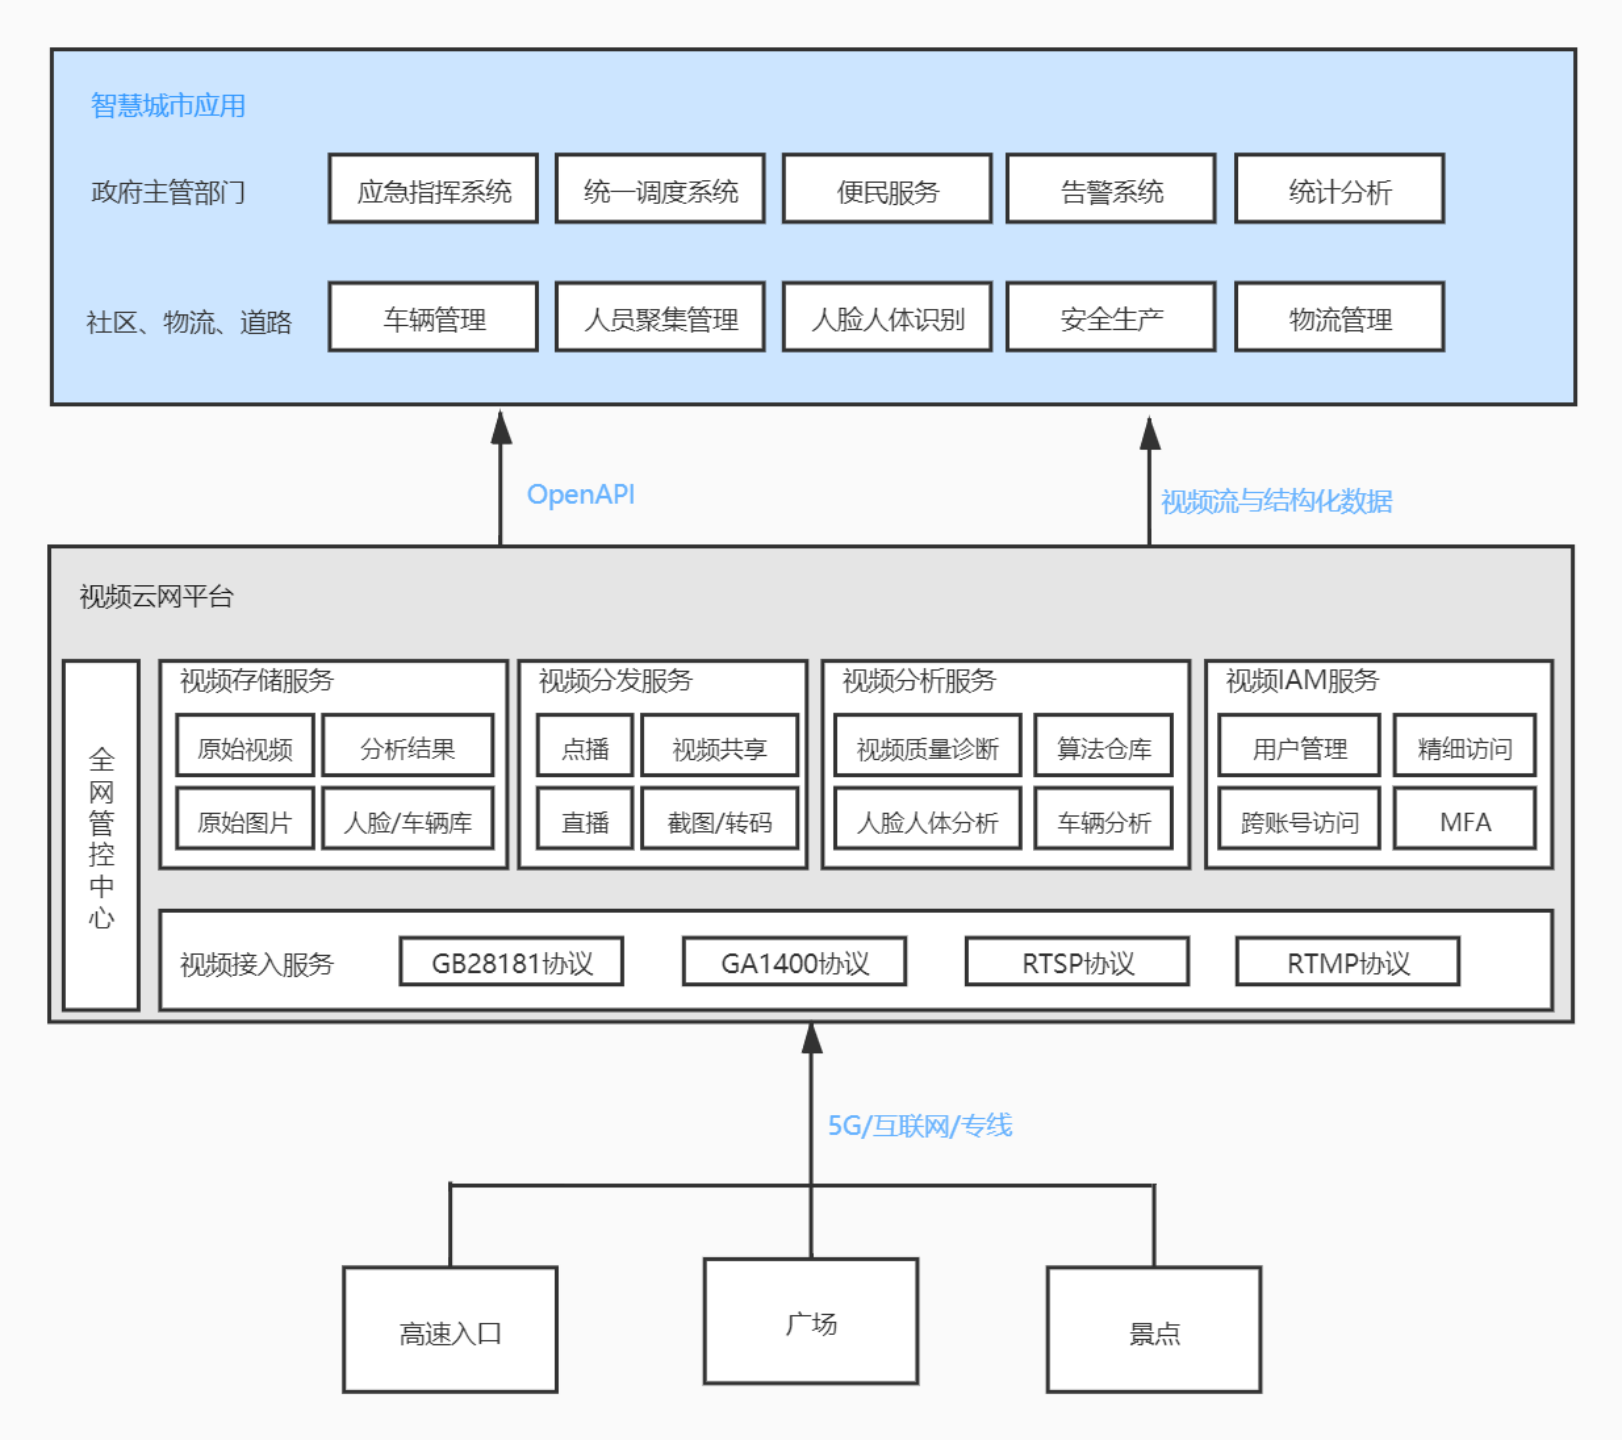 智慧城市应用
政府主管部门
应急指挥系统
统一调度系统
便民服务
告警系统
统计分析
社区、物流、道路
车辆管理
人员聚集管理
人脸人体识别
安全生产
物流管理
OpenAPI
视频流与结构化数据
视频云网平台
全网管控中心
视频存储服务
原始视频
分析结果
原始图片
人脸/车辆库
视频分发服务
点播
视频共享
直播
截图/转码
视频分析服务
视频质量诊断
算法仓库
人脸人体分析
车辆分析
视频IAM服务
用户管理
精细访问
跨账号访问
MFA
视频接入服务
GB28181协议
GA1400协议
RTSP协议
RTMP协议
5G/互联网/专线
高速入口
广场
景点